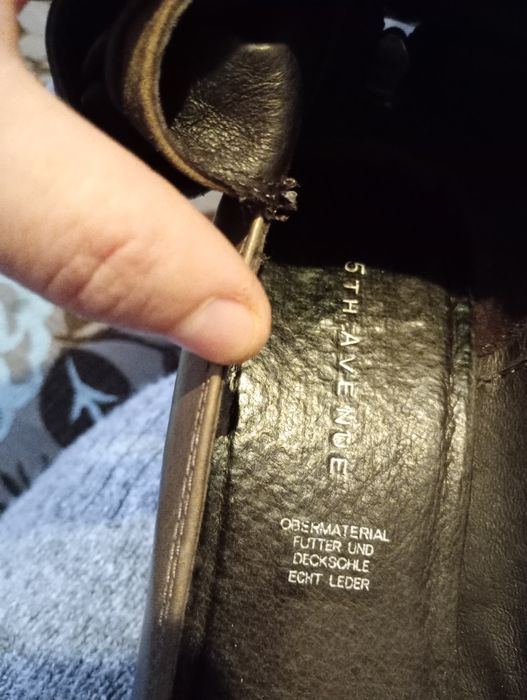 5TH AVENUE
OBERMATERIAL
FUTTER UND
DECKSOHLE
ECHT LEDER